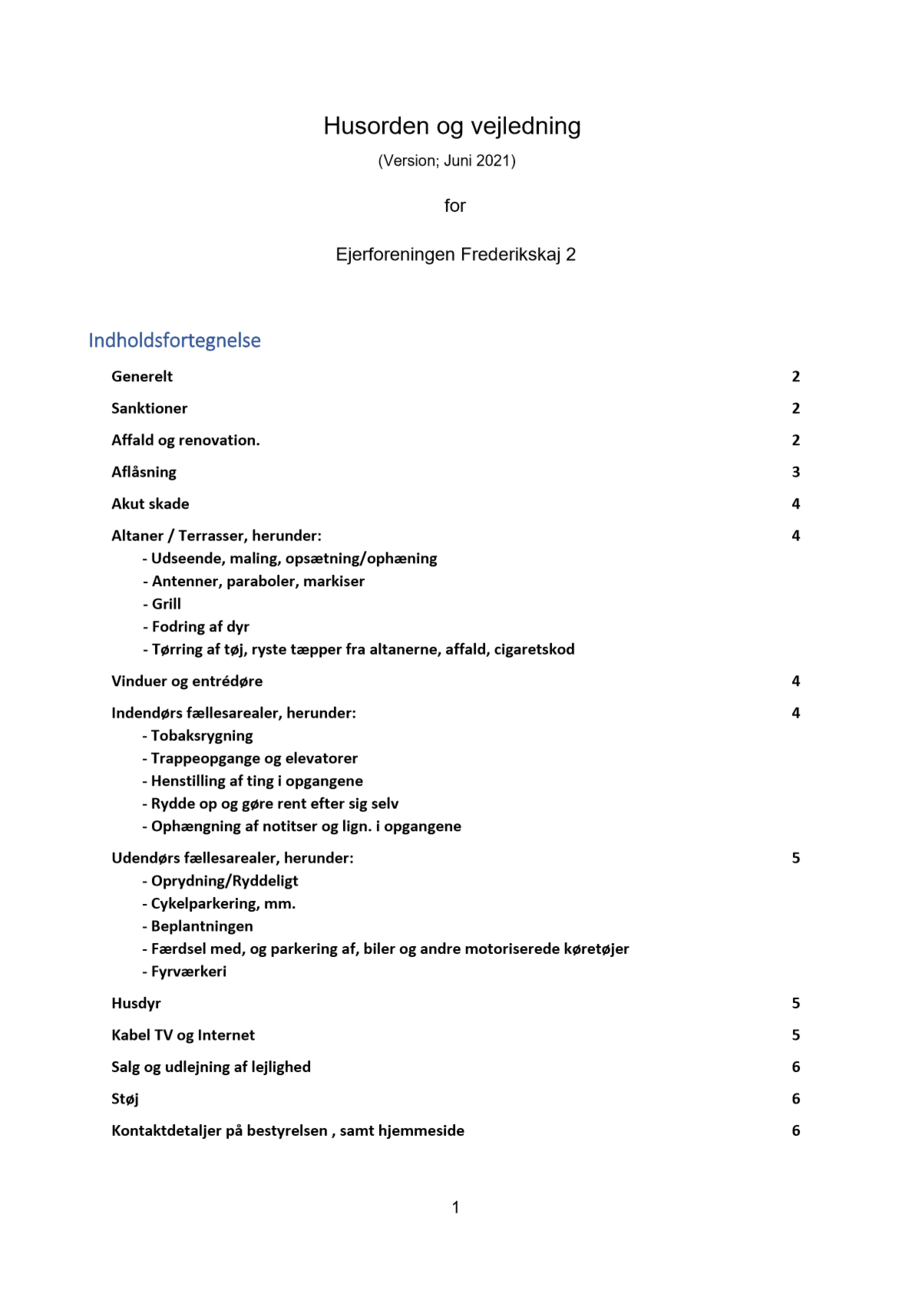 Husorden og vejledning
(Version; Juni 2021)
for
Ejerforeningen Frederikskaj 2
Indholdsfortegnelse
Generelt 2
Sanktioner 2
Affald og renovation. 2
Aflåsning 3
Akut skade 4
Altaner / Terrasser, herunder: 4
- Udseende, maling, opsætning/ophæning
- Antenner, paraboler, markiser
- Grill
- Fodring af dyr
- Tørring af tøj, ryste tæpper fra altanerne, affald, cigaretskod
Vinduer og entrédøre 4
Indendørs fællesarealer, herunder: 4
- Tobaksrygning
- Trappeopgange og elevatorer
- Henstilling af ting i opgangene
- Rydde op og gøre rent efter sig selv
- Ophængning af notitser og lign. i opgangene
Udendørs fællesarealer, herunder: 5
- Oprydning/Ryddeligt
- Cykelparkering, mm.
- Beplantningen
- Færdsel med, og parkering af, biler og andre motoriserede køretøjer
- Fyrværkeri
Husdyr 5
Kabel TV og Internet 5
Salg og udlejning af lejlighed 6
Støj 6
Kontaktdetaljer på bestyrelsen , samt hjemmeside 6
1